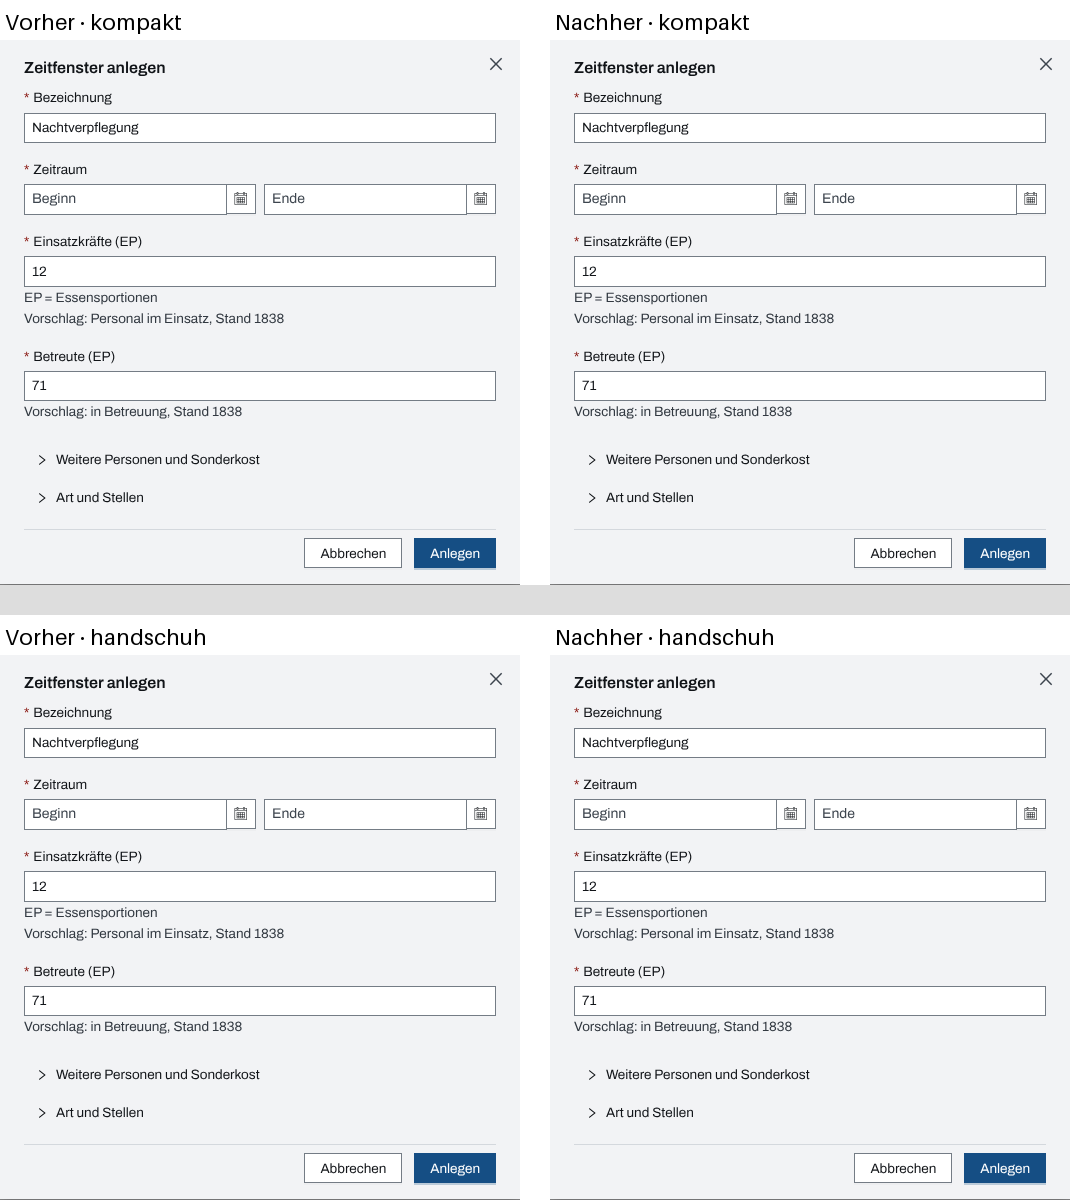 Vorher · kompakt
Zeitfenster anlegen
* Bezeichnung
Nachtverpflegung
* Zeitraum
Beginn Ende
* Einsatzkräfte (EP)
12
EP = Essensportionen
Vorschlag: Personal im Einsatz, Stand 1838
* Betreute (EP)
71
Vorschlag: in Betreuung, Stand 1838
Weitere Personen und Sonderkost
Art und Stellen
Abbrechen Anlegen
Nachher · kompakt
Zeitfenster anlegen
* Bezeichnung
Nachtverpflegung
* Zeitraum
Beginn Ende
* Einsatzkräfte (EP)
12
EP = Essensportionen
Vorschlag: Personal im Einsatz, Stand 1838
* Betreute (EP)
71
Vorschlag: in Betreuung, Stand 1838
Weitere Personen und Sonderkost
Art und Stellen
Abbrechen Anlegen
Vorher · handschuh
Zeitfenster anlegen
* Bezeichnung
Nachtverpflegung
* Zeitraum
Beginn Ende
* Einsatzkräfte (EP)
12
EP = Essensportionen
Vorschlag: Personal im Einsatz, Stand 1838
* Betreute (EP)
71
Vorschlag: in Betreuung, Stand 1838
Weitere Personen und Sonderkost
Art und Stellen
Abbrechen Anlegen
Nachher · handschuh
Zeitfenster anlegen
* Bezeichnung
Nachtverpflegung
* Zeitraum
Beginn Ende
* Einsatzkräfte (EP)
12
EP = Essensportionen
Vorschlag: Personal im Einsatz, Stand 1838
* Betreute (EP)
71
Vorschlag: in Betreuung, Stand 1838
Weitere Personen und Sonderkost
Art und Stellen
Abbrechen Anlegen